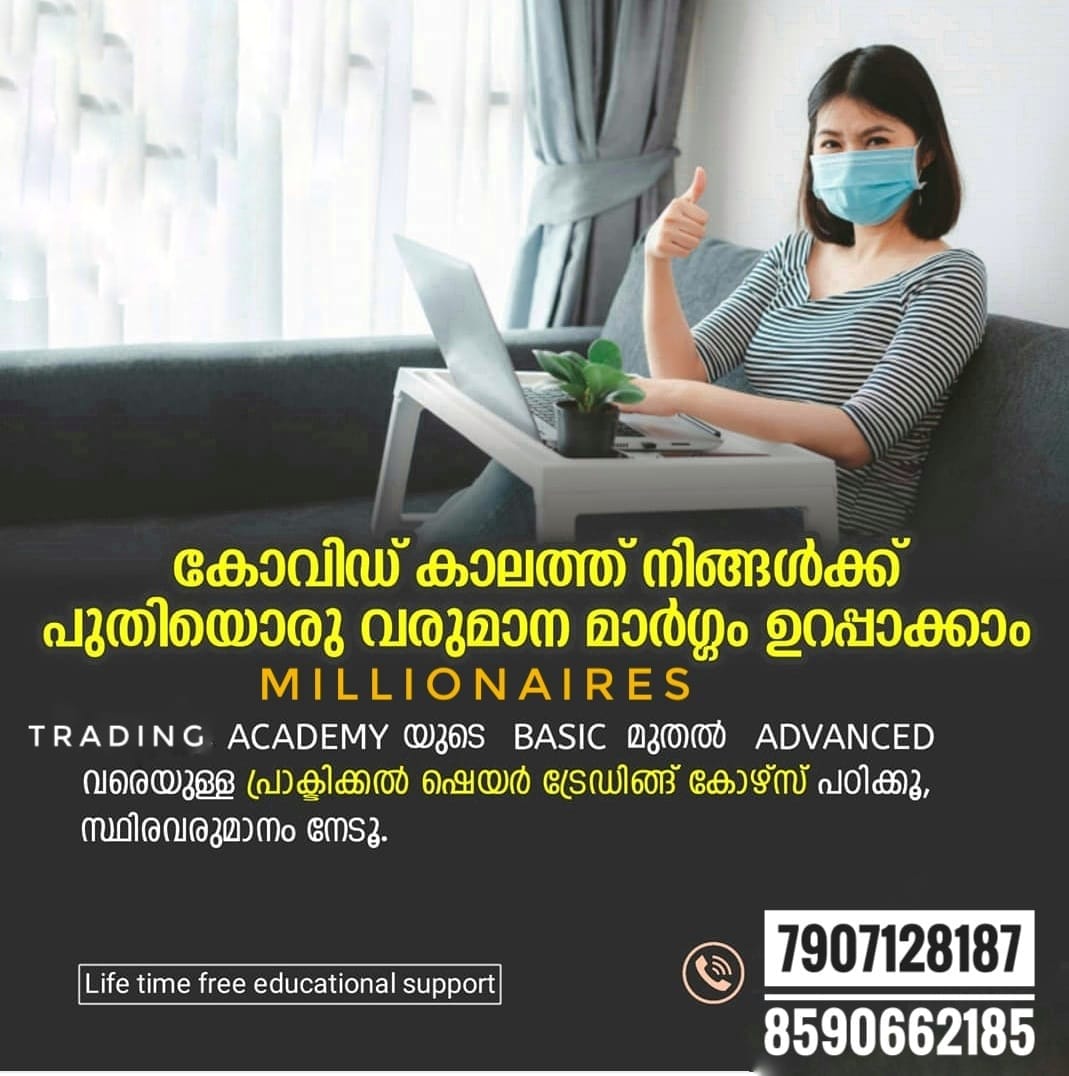 കോവിഡ് കാലത്ത് നിങ്ങൾക്ക്
പുതിയൊരു വരുമാന മാർഗ്ഗം ഉറപ്പാക്കാം
MILLIONAIRES
TRADING ACADEMY യുടെ BASIC മുതൽ ADVANCED
വരെയുള്ള പ്രാക്ടിക്കൽ ഷെയർ ട്രേഡിങ്ങ് കോഴ്സ് പഠിക്കൂ,
സ്ഥിരവരുമാനം നേടൂ.
7907128187
Life time free educational support
8590662185